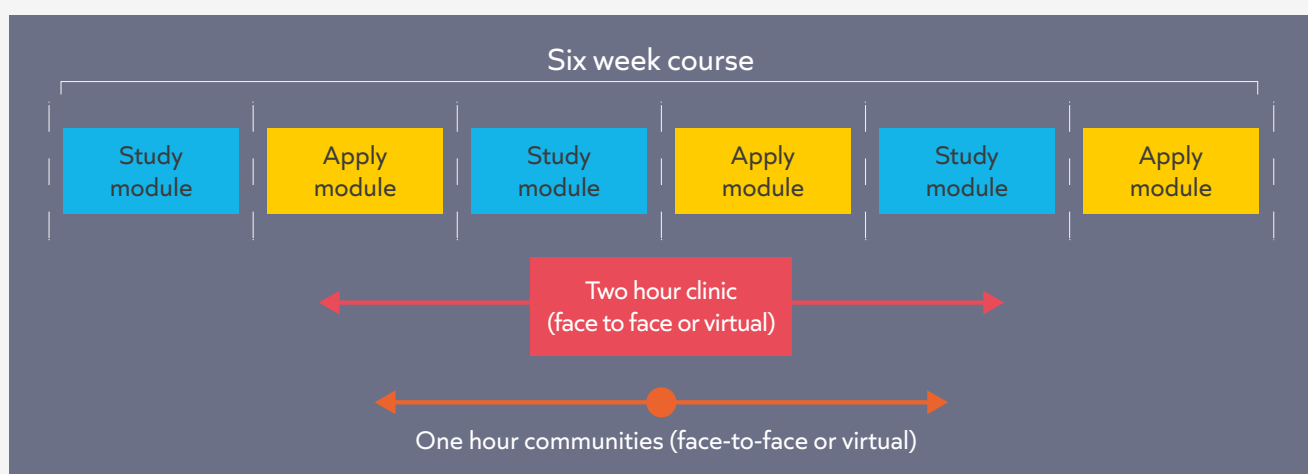 Six week course
Study
module
Apply
module
Study
module
Apply
module
Study
module
Apply
module
Two hour clinic
(face to face or virtual)
One hour communities (face-to-face or virtual)